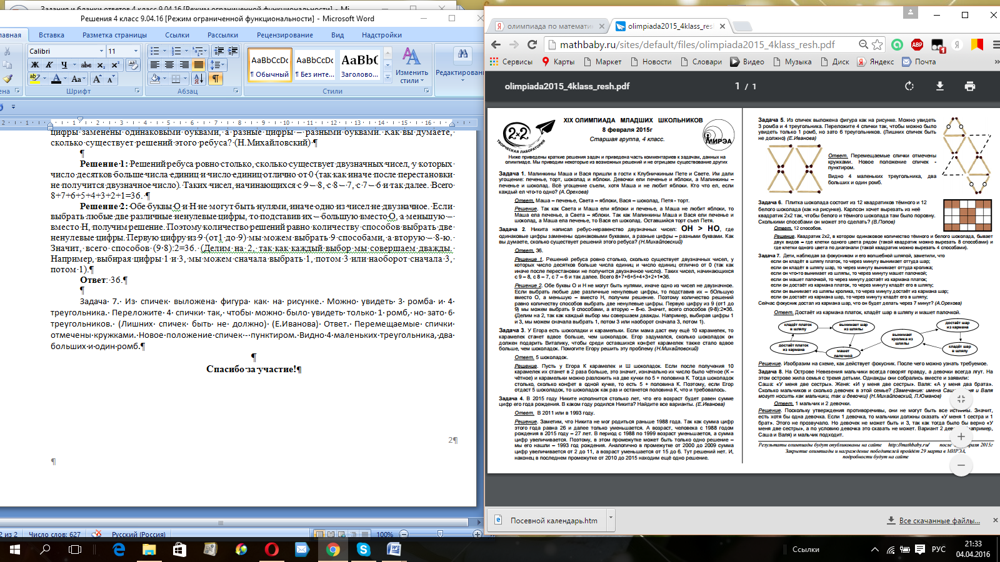 Задания и бланки ответов 4 класс 9.04.16 [Режим ограниченной функциональности] - Mi
Решения 4 класс 9.04.16 [Режим ограниченной функциональности] - Microsoft Word
лавная Вставка Разметка страницы Ссылки Рассылки Рецензирование Вид Надстройки
Calibri 11
AaBbCcDc AaBbCcDc AaBbC
¶ Обычный ¶ Без инте... Заголово...
Изменить стили
Редактирование
ена Шрифт Абзац Стили
цифры заменены одинаковыми буквами, а разные цифры – разными буквами. Как вы думаете,
сколько существует решений этого ребуса? (Н.Михайловский) ¶
¶
Решение 1: Решений ребуса ровно столько, сколько существует двузначных чисел, у которых
число десятков больше числа единиц и число единиц отлично от 0 (так как иначе после перестановки
не получится двузначное число). Таких чисел, начинающихся с 9 – 8, с 8 – 7, с 7 – 6 и так далее. Всего
8+7+6+5+4+3+2+1=36. ¶
Решение 2: Обе буквы О и Н не могут быть нулями, иначе одно из чисел не двузначное. Если
выбрать любые две различные ненулевые цифры, то подставив их – большую вместо О, а меньшую –
вместо Н, получим решение. Поэтому количество решений равно количеству способов выбрать две
ненулевые цифры. Первую цифру из 9 (от1 до 9) мы можем выбрать 9 способами, а вторую – 8-ю.
Значит, всего способов (9·8):2=36. (Делим на 2, так как каждый выбор мы совершаем дважды.
Например, выбирая цифры 1 и 3, мы можем сначала выбрать 1, потом 3 или наоборот сначала 3,
потом 1).¶
Ответ: 36.¶
¶
Задача 7. Из спичек выложена фигура как на рисунке. Можно увидеть 3 ромба и 4
треугольника. Переложите 4 спички так, чтобы можно было увидеть только 1 ромб, но зато 6
треугольников. (Лишних спичек быть не должно) (Е.Иванова) Ответ. Перемещаемые спички
отмечены кружками. Новое положение спичек - пунктиром. Видно 4 маленьких треугольника, два
больших и один ромб.¶
¶
Спасибо за участие!¶
2¶
¶
2 из 2 Число слов: 627 Русский (Россия) 100%
олимпиада по математи olimpiada2015_4klass_res
mathbaby.ru/sites/default/files/olimpiada2015_4klass_resh.pdf
Сервисы Карты Маркет Новости Словари Видео Музыка Диск Яндекс Почта
olimpiada2015_4klass_resh.pdf 1 / 1
2x2
ТВОРЧЕСКАЯ ЛАБОРАТОРИЯ
XIX ОЛИМПИАДА МЛАДШИХ ШКОЛЬНИКОВ
8 февраля 2015г
Старшая группа, 4 класс.
МИРЭА
Ниже приведены краткие решения задач и приведена часть комментариев к задачам, данных на
олимпиаде. Мы приводим некоторые из возможных решений и не отрицаем существование других
Задача 1. Малинкины Маша и Вася пришли в гости к Клубничкиным Пете и Свете. Им дали
угощение: печенье, торт, шоколад и яблоки. Девочки ели печенье и яблоки, а Малинкины –
печенье и шоколад. Всё угощение съели, хотя Маша и не любит яблоки. Кто что ел, если
каждый ел что-то одно? (А.Орехова)
Ответ. Маша – печенье, Света – яблоки, Вася – шоколад, Петя - торт.
Решение. Так как Света и Маша ели яблоки и печенье, а Маша не любит яблоки, то
Маша ела печенье, а Света – яблоки. Так как Малинкины Маша и Вася ели печенье и
шоколад, а Маша ела печенье, то Вася ел шоколад. Оставшийся торт съел Петя.
Задача 2. Никита написал ребус-неравенство двузначных чисел: ОН > НО, где
одинаковые цифры заменены одинаковыми буквами, а разные цифры – разными буквами. Как
вы думаете, сколько существует решений этого ребуса? (Н.Михайловский)
Ответ. 36.
Решение 1. Решений ребуса ровно столько, сколько существует двузначных чисел, у
которых число десятков больше числа единиц и число единиц отлично от 0 (так как
иначе после перестановки не получится двузначное число). Таких чисел, начинающихся
с 9 – 8, с 8 – 7, с 7 – 6 и так далее. Всего 8+7+6+5+4+3+2+1=36.
Решение 2. Обе буквы О и Н не могут быть нулями, иначе одно из чисел не двузначное.
Если выбрать любые две различные ненулевые цифры, то подставив их – бОльшую
вместо О, а меньшую – вместо Н, получим решение. Поэтому количество решений
равно количеству способов выбрать две ненулевые цифры. Первую цифру из 9 (от1 до
9) мы можем выбрать 9 способами, а вторую – 8-ю. Значит, всего способов (9·8):2=36.
(Делим на 2, так как каждый выбор мы совершаем дважды. Например, выбирая цифры 1
и 3, мы можем сначала выбрать 1, потом 3 или наоборот сначала 3, потом 1).
Задача 3. У Егора есть шоколадки и карамельки. Если мама даст ему ещё 10 карамелек, то
карамелек станет вдвое больше, чем шоколадок. Егор задумался, сколько шоколадок он
должен подарить Виталику, чтобы среди оставшихся конфет карамелек также стало вдвое
больше, чем шоколадок. Помогите Егору решить эту проблему (Н.Михайловский)
Ответ. 5 шоколадок.
Решение. Пусть у Егора К карамелек и Ш шоколадок. Если после получения 10
карамелек их станет в 2 раза больше, это значит, изначально их число было чётное (К –
чётное) и карамельки можно разложить на две кучки по 5 + половина К. Тогда шоколадок
столько, сколько конфет в одной кучке, то есть 5 + половина К. Поэтому, если Егор
отдаст 5 шоколадок, то шоколадок как раз и останется половина К, что и требовалось.
Задача 4. В 2015 году Никите исполнится столько лет, что его возраст будет равен сумме
цифр его года рождения. В каком году родился Никита? Найдите все варианты. (Е.Иванова)
Ответ. В 2011 или в 1993 году.
Решение. Заметим, что Никита не мог родиться раньше 1988 года. Так как сумма цифр
этого года равна 26 и далее только уменьшается. А возраст, человека с 1988 годом
рождения в 2015 году – 27 лет. В период с 1988 по 1999 возраст уменьшается, а сумма
цифр увеличивается. Поэтому, в этом промежутке может быть только одно решение –
мы его нашли – 1993 год рождения. Аналогично в промежутке от 2000 до 2009 сумма
цифр увеличивается от 2 до 11, а возраст уменьшается от 15 до 6. Тут решений нет. И,
наконец в последнем промежутке от 2010 до 2015 находим ещё одно решение.
Задача 5. Из спичек выложена фигура как на рисунке. Можно увидеть
3 ромба и 4 треугольника. Переложите 4 спички так, чтобы можно было
увидеть только 1 ромб, но зато 6 треугольников. (Лишних спичек быть
не должно) (Е.Иванова)
Ответ. Перемещаемые спички отмечены
кружками. Новое положение спичек -
пунктиром.
Видно 4 маленьких треугольника, два
больших и один ромб.
Задача 6. Плитка шоколада состоит из 12 квадратиков тёмного и 12
белого шоколада (как на рисунке). Карлсон хочет вырезать из неё
квадратик 2х2 так, чтобы белого и тёмного шоколада там было поровну.
Сколькими способами он может это сделать? (В.Попов)
Ответ. 12 способов.
Решение. Квадратик 2х2, в котором одинаковое количество тёмного и белого шоколада, бывает
двух видов – где клетки одного цвета рядом (такой квадратик можно вырезать 8 способами) и
где клетки одного цвета по диагонали (такой квадратик можно вырезать 4 способами).
Задача 7. Дети, наблюдая за фокусником и его волшебной шляпой, заметили, что
если он кладёт в шляпу платок, то через минуту вынимает оттуда шар;
если он кладёт в шляпу шар, то через минуту вынимает оттуда кролика;
если он что-то вынимает из шляпы, то через минуту машет палочкой;
если он машет палочкой, то через минуту достаёт из кармана платок;
если он достаёт из кармана платок, то через минуту кладёт его в шляпу;
если он вынимает из шляпы кролика, то через минуту достаёт из кармана шар;
если он достаёт из кармана шар, то через минуту кладёт его в шляпу;
Сейчас фокусник достал из кармана шар, что он будет делать через 7 минут? (А.Орехова)
Ответ. Достаёт из кармана платок, кладёт шар в шляпу и машет палочкой.
кладёт платок в шляпу
вынимает шар из шляпы
достаёт шар из кармана
вынимает кролика из шляпы
достаёт платок из кармана
машет палочкой
кладёт шар в шляпу
Решение. Изобразим на схеме, как действует фокусник. После чего можно узнать требуемое.
Задача 8. На Острове Невезения мальчики всегда говорят правду, а девочки всегда лгут. На
этом острове жила семья с тремя детьми. Однажды они собрались вместе и заявили:
Саша: «У меня две сестры». Женя: «И у меня две сестры». Валя: «А у меня два брата».
Сколько мальчиков и сколько девочек в этой семье? (Замечание: имена Саша, Женя и Валя
могут носить как мальчики, так и девочки) (Н.Михайловский, Л.Юманов)
Ответ. 1 мальчик и 2 девочки.
Решение. Поскольку утверждения противоречивы, они не могут быть все истинны. Значит,
есть хотя бы одна девочка. Если 1 девочка, то мальчики должны сказать «У меня 1 сестра и 1
брат». Этого не прозвучало. Но девочек не может быть и 3, так как тогда было бы верно «У
меня две сестры», а по условию девочка это сказать не может. Вариант 2 дев например,
Саша и Валя) и мальчик подходит.
Результаты олимпиады будут опубликованы на сайте http://mathbaby.ru/ после враля 2015г
Закрытие олимпиады и награждение победителей пройдёт 29 марта в МИРЭА,
подробности будут на сайте
Посевной календарь.htm Все скачанные файлы...
Ссылки РУС 21:33
04.04.2016